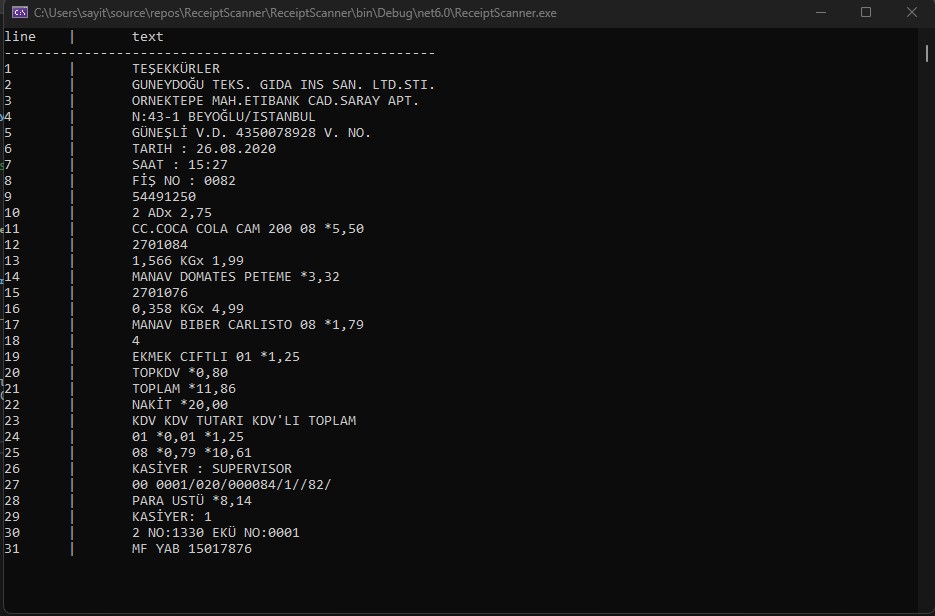 C:\Users\sayit\source\repos\ReceiptScanner\ReceiptScanner\bin\Debug\net6.0\ReceiptScanner.exe
line | text
------------------------------------------------------
1 | TEŞEKKÜRLER
2 | GUNEYDOĞU TEKS. GIDA INS SAN. LTD.STI.
3 | ORNEKTEPE MAH.ETIBANK CAD.SARAY APT.
4 | N:43-1 BEYOĞLU/ISTANBUL
5 | GÜNEŞLİ V.D. 4350078928 V. NO.
6 | TARIH : 26.08.2020
7 | SAAT : 15:27
8 | FİŞ NO : 0082
9 | 54491250
10 | 2 ADx 2,75
11 | CC.COCA COLA CAM 200 08 *5,50
12 | 2701084
13 | 1,566 KGx 1,99
14 | MANAV DOMATES PETEME *3,32
15 | 2701076
16 | 0,358 KGx 4,99
17 | MANAV BIBER CARLISTO 08 *1,79
18 | 4
19 | EKMEK CIFTLI 01 *1,25
20 | TOPKDV *0,80
21 | TOPLAM *11,86
22 | NAKİT *20,00
23 | KDV KDV TUTARI KDV'LI TOPLAM
24 | 01 *0,01 *1,25
25 | 08 *0,79 *10,61
26 | KASİYER : SUPERVISOR
27 | 00 0001/020/000084/1//82/
28 | PARA USTÜ *8,14
29 | KASİYER: 1
30 | 2 NO:1330 EKÜ NO:0001
31 | MF YAB 15017876